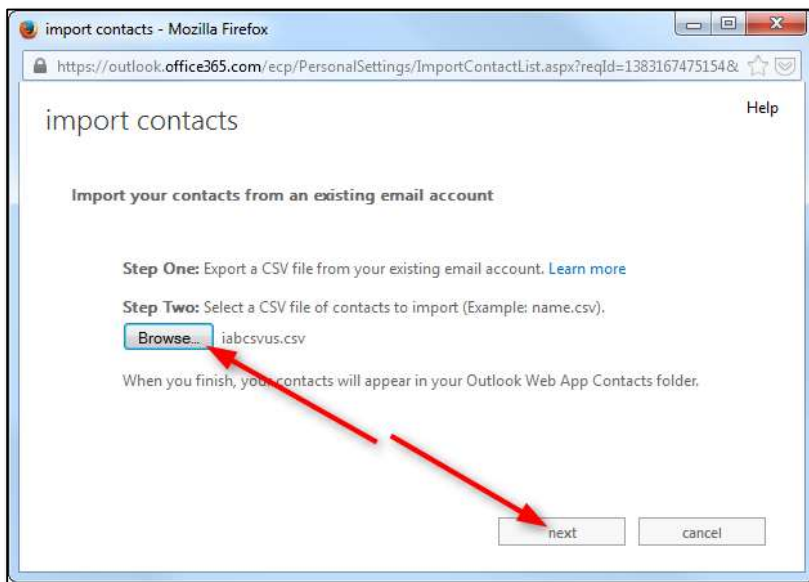 import contacts - Mozilla Firefox
https://outlook.office365.com/ecp/PersonalSettings/ImportContactList.aspx?reqId=1383167475154&
Help
import contacts
Import your contacts from an existing email account
Step One: Export a CSV file from your existing email account. Learn more
Step Two: Select a CSV file of contacts to import (Example: name.csv).
Browse... iabcsvus.csv
When you finish, your contacts will appear in your Outlook Web App Contacts folder.
next cancel